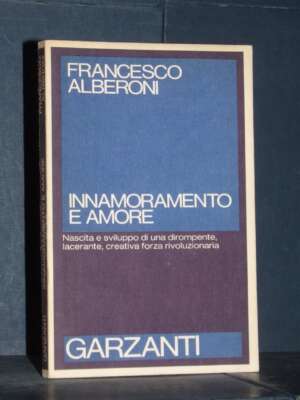 FRANCESCO
ALBERONI
INNAMORAMENTO
E AMORE
Nascita e sviluppo di una dirompente,
lacerante, creativa forza rivoluzionaria
GARZANTI